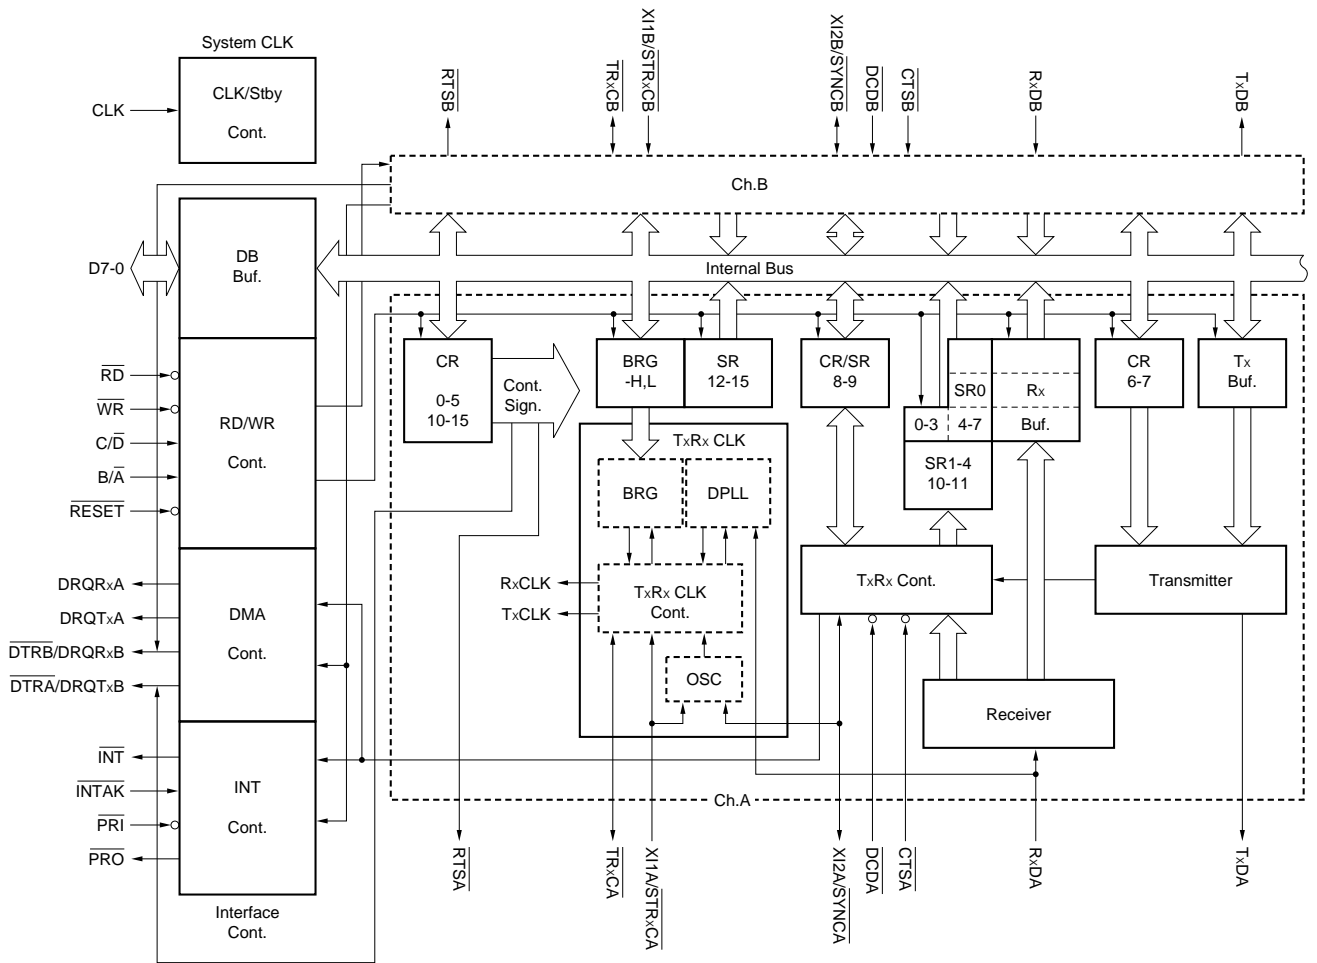 System CLK
CLK/Stby
Cont.
CLK
RTSB
TRxCB
XI1B/STRxCB
XI2B/SYNCB
DCDB
CTSB
RxDB
TxDB
Ch.B
DB
Buf.
D7-0
Internal Bus
RD
WR
C/D
B/A
RESET
RD/WR
Cont.
CR
0-5
10-15
Cont.
Sign.
BRG
-H,L
SR
12-15
CR/SR
8-9
SR0
0-3
4-7
Rx
Buf.
SR1-4
10-11
CR
6-7
Tx
Buf.
TxRx CLK
BRG
DPLL
TxRx CLK
Cont.
RxCLK
TxCLK
OSC
TxRx Cont.
Transmitter
Receiver
DRQRxA
DRQTxA
DTRB/DRQRxB
DTRA/DRQTxB
DMA
Cont.
INT
INTAK
PRI
PRO
INT
Cont.
Interface
Cont.
Ch.A
RTSA
TRxCA
XI1A/STRxCA
XI2A/SYNCA
DCDA
CTSA
RxDA
TxDA